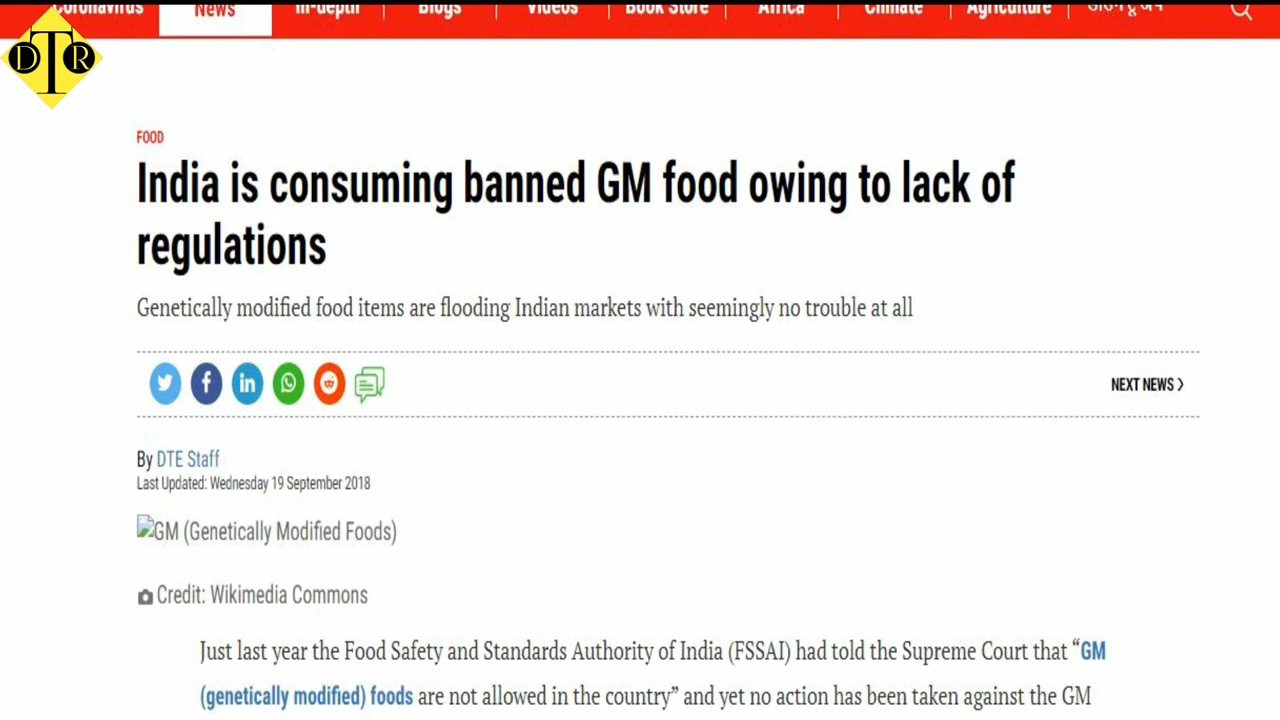 Coronavirus News In-depth Blogs Videos Book Store Africa Climate Agriculture
DTR
FOOD
India is consuming banned GM food owing to lack of
regulations
Genetically modified food items are flooding Indian markets with seemingly no trouble at all
NEXT NEWS
By DTE Staff
Last Updated: Wednesday 19 September 2018
GM (Genetically Modified Foods)
Credit: Wikimedia Commons
Just last year the Food Safety and Standards Authority of India (FSSAI) had told the Supreme Court that “GM
(genetically modified) foods are not allowed in the country” and yet no action has been taken against the GM